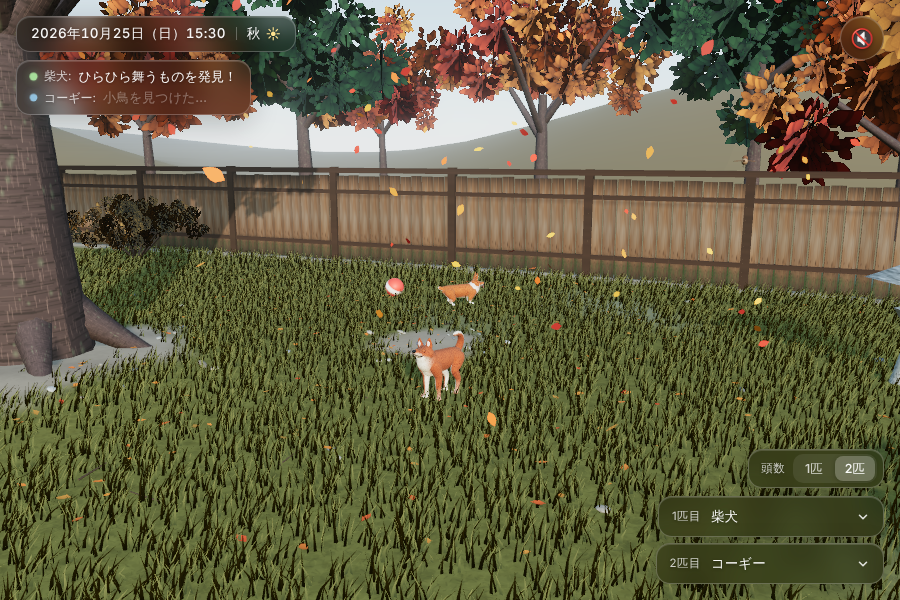 2026年10月25日（日）15:30 秋
柴犬: ひらひら舞うものを発見！
コーギー: 小鳥を見つけた…
頭数 1匹 2匹
1匹目 柴犬
2匹目 コーギー